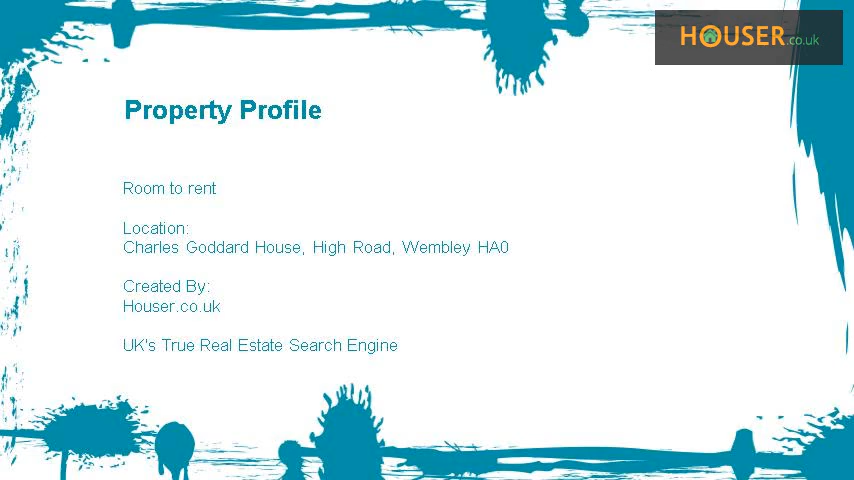 HOUSER.co.uk
Property Profile
Room to rent
Location:
Charles Goddard House, High Road, Wembley HA0
Created By:
Houser.co.uk
UK's True Real Estate Search Engine